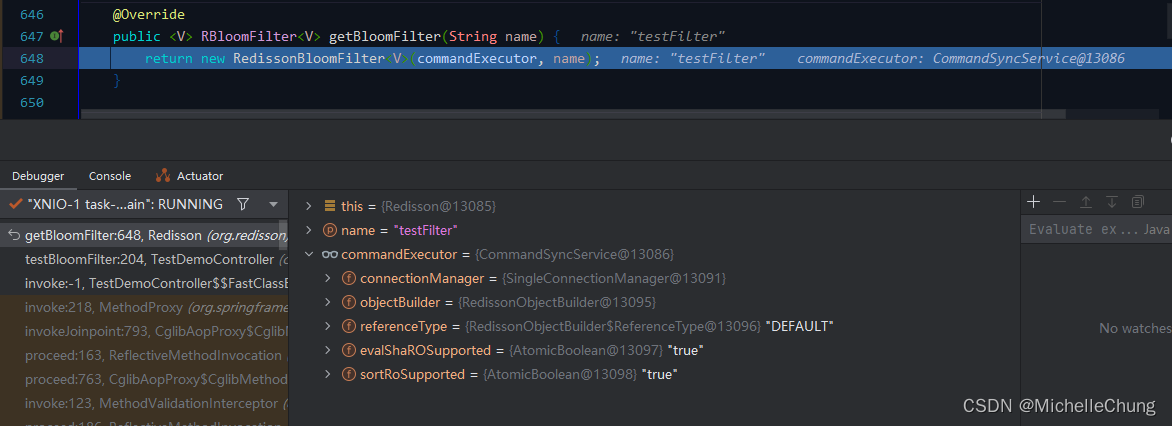 646 @Override
647 public <V> RBloomFilter<V> getBloomFilter(String name) { name: "testFilter"
648 return new RedissonBloomFilter<V>(commandExecutor, name); name: "testFilter" commandExecutor: CommandSyncService@13086
649 }
650
Debugger Console Actuator
"XNIO-1 task-...ain": RUNNING
getBloomFilter:648, Redisson (org.redisson)
testBloomFilter:204, TestDemoController (c
invoke:-1, TestDemoController$$FastClassE
invoke:218, MethodProxy (org.springframe
invokeJoinpoint:793, CglibAopProxy$CglibM
proceed:163, ReflectiveMethodInvocation
proceed:763, CglibAopProxy$CglibMethod
invoke:123, MethodValidationInterceptor (
proceed:186, ReflectiveMethodInvocation
this = {Redisson@13085}
name = "testFilter"
commandExecutor = {CommandSyncService@13086}
connectionManager = {SingleConnectionManager@13091}
objectBuilder = {RedissonObjectBuilder@13095}
referenceType = {RedissonObjectBuilder$ReferenceType@13096} "DEFAULT"
evalShaROSupported = {AtomicBoolean@13097} "true"
sortRoSupported = {AtomicBoolean@13098} "true"
Evaluate ex... Java
No watches
CSDN @MichelleChung